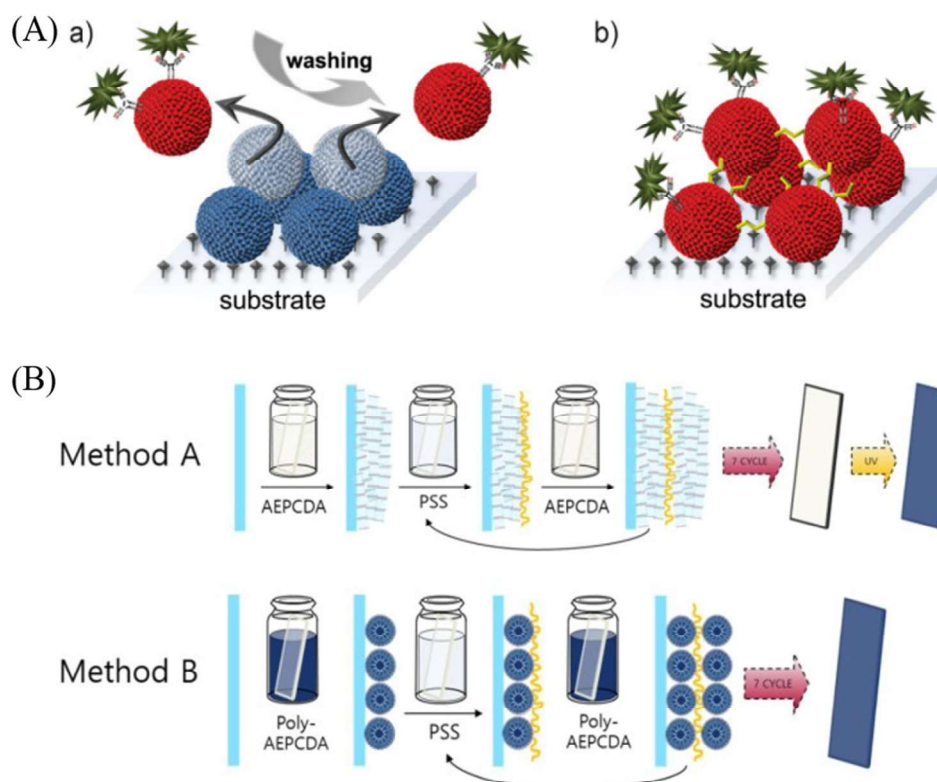 (A)
a)
washing
substrate
b)
substrate
(B)
Method A
AEPCDA
PSS
AEPCDA
7 CYCLE
UV
Method B
Poly-
AEPCDA
PSS
Poly-
AEPCDA
7 CYCLE